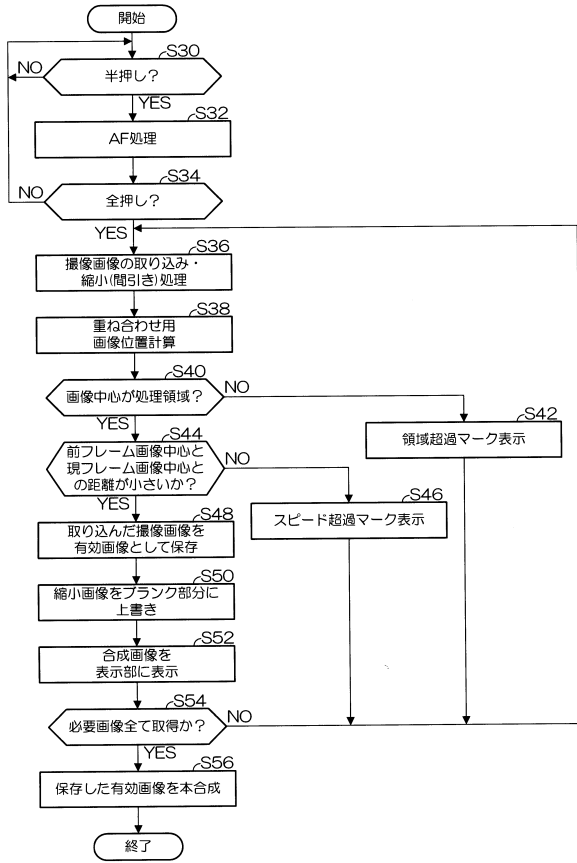 開始
S30
NO
半押し?
YES
S32
AF処理
S34
NO
全押し?
YES
S36
撮像画像の取り込み・
縮小(間引き)処理
S38
重ね合わせ用
画像位置計算
S40
NO
画像中心が処理領域?
YES
S42
領域超過マーク表示
S44
NO
前フレーム画像中心と
現フレーム画像中心と
の距離が小さいか?
YES
S46
スピード超過マーク表示
S48
取り込んだ撮像画像を
有効画像として保存
S50
縮小画像をブランク部分に
上書き
S52
合成画像を
表示部に表示
S54
NO
必要画像全て取得か?
YES
S56
保存した有効画像を本合成
終了